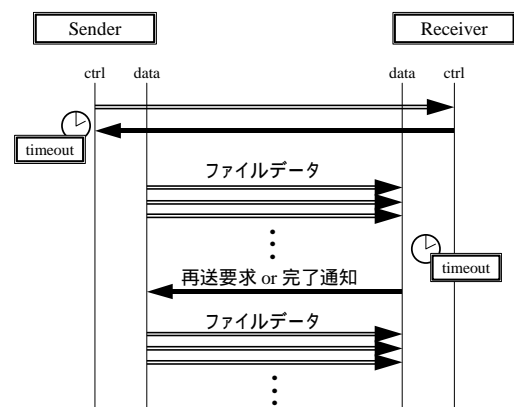 Sender Receiver
ctrl data data ctrl
timeout
ファイルデータ
timeout
再送要求 or 完了通知
ファイルデータ